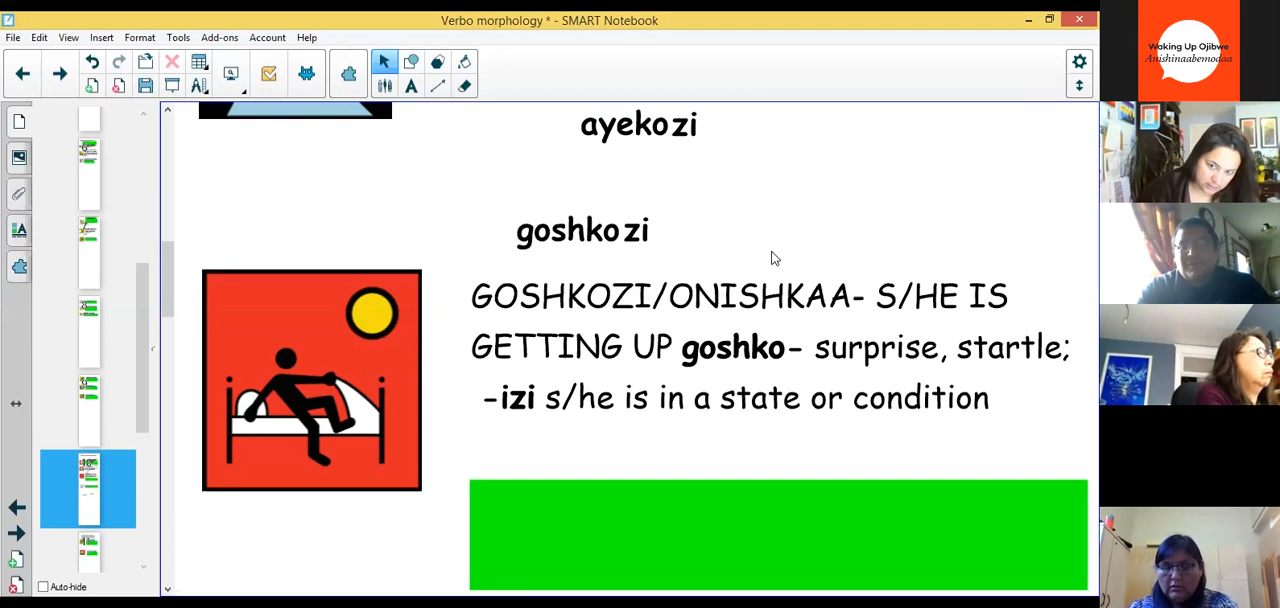 Verbo morphology * - SMART Notebook
File Edit View Insert Format Tools Add-ons Account Help
Waking Up Ojibwe
Anishinaabemodaa
ayekozi
goshkozi
GOSHKOZI/ONISHKAA- S/HE IS
GETTING UP goshko- surprise, startle;
-izi s/he is in a state or condition
Auto-hide